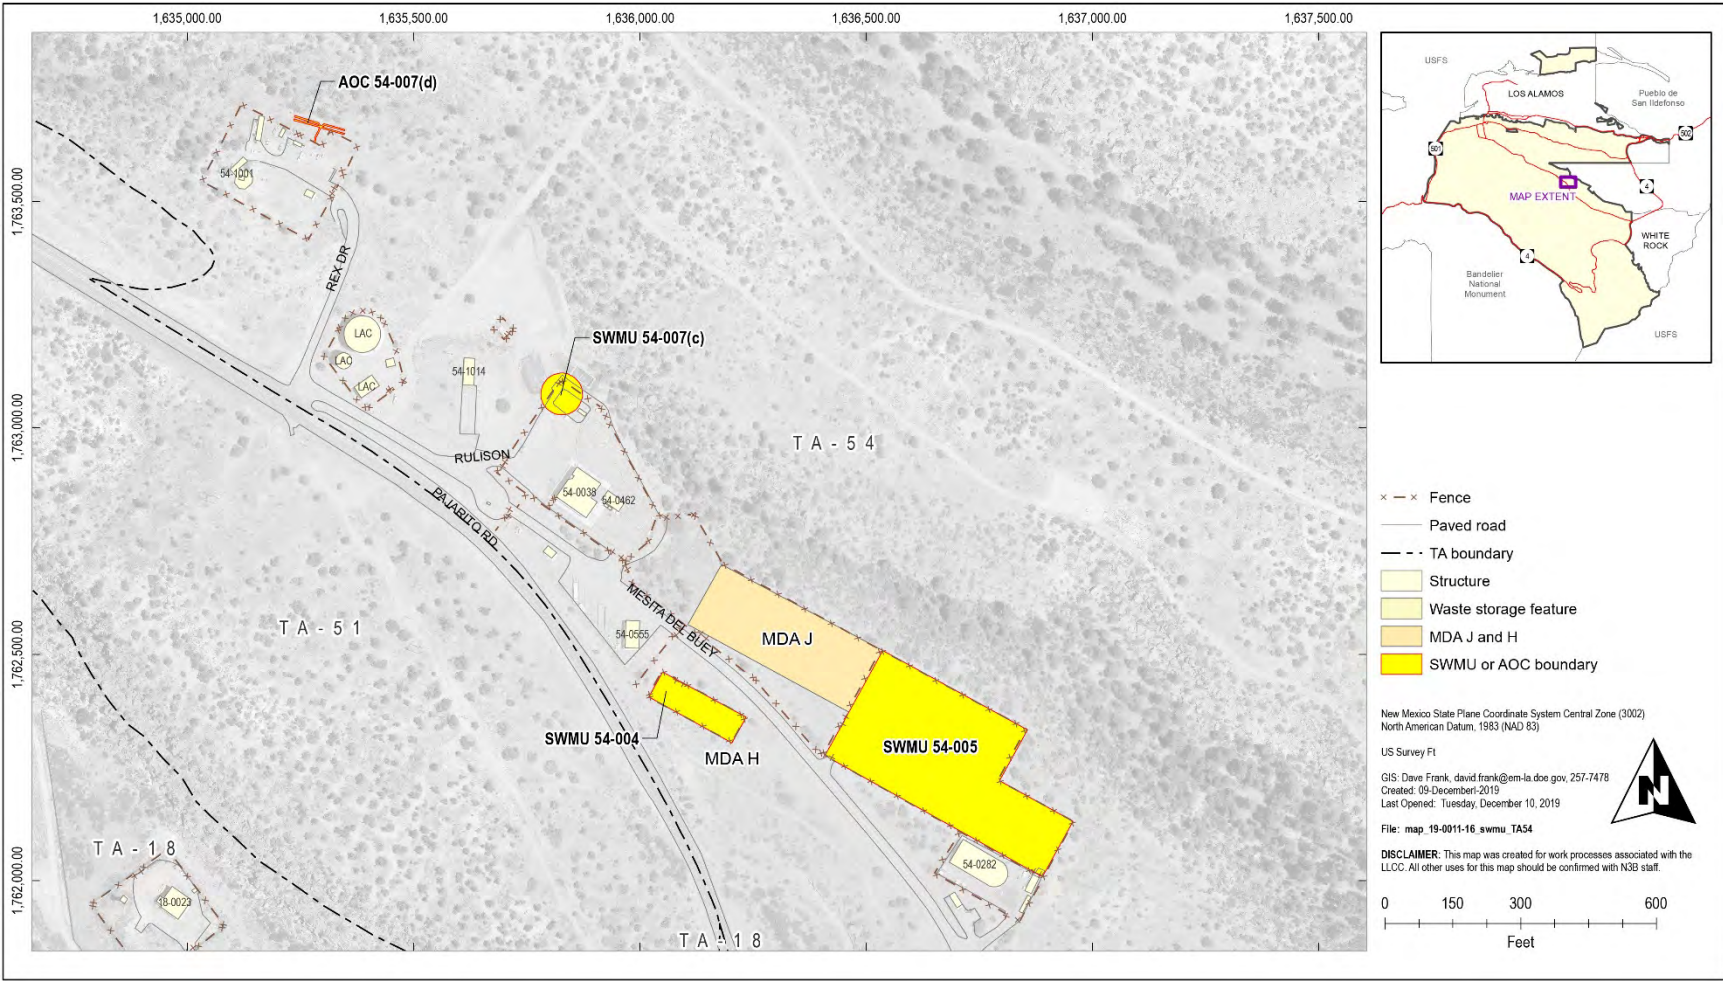 1,635,000.00
1,635,500.00
1,636,000.00
1,636,500.00
1,637,000.00
1,637,500.00
1,763,500.00
1,763,000.00
1,762,500.00
1,762,000.00
AOC 54-007(d)
54-1001
REX DR
LAC
LAC
LAC
SWMU 54-007(c)
54-1014
RULISON
TA-54
54-0038
54-0462
PAJARITO RD
MESITA DEL BUEY
TA-51
54-0555
MDA J
SWMU 54-004
MDA H
SWMU 54-005
54-0282
TA-18
18-0023
TA-18
USFS
LOS ALAMOS
Pueblo de
San Ildefonso
502
501
4
MAP EXTENT
WHITE
ROCK
4
Bandelier
National
Monument
USFS
Fence
Paved road
TA boundary
Structure
Waste storage feature
MDA J and H
SWMU or AOC boundary
New Mexico State Plane Coordinate System Central Zone (3002)
North American Datum, 1983 (NAD 83)
US Survey Ft
GIS: Dave Frank, david.frank@em-la.doe.gov, 257-7478
Created: 09-Decemberl-2019
Last Opened: Tuesday, December 10, 2019
File: map_19-0011-16_swmu_TA54
DISCLAIMER: This map was created for work processes associated with the
LLCC. All other uses for this map should be confirmed with N3B staff.
N
0 150 300 600
Feet